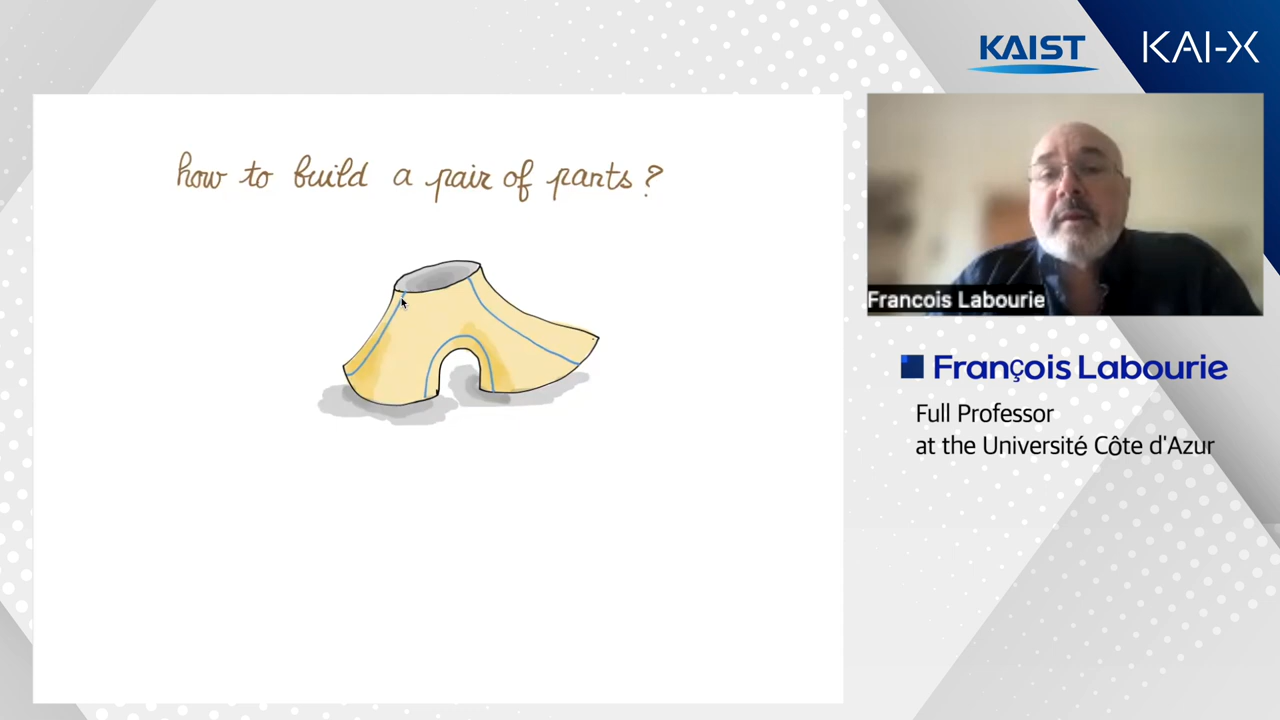 KAIST KAI-X
how to build a pair of pants?
Francois Labourie
François Labourie
Full Professor
at the Université Côte d'Azur